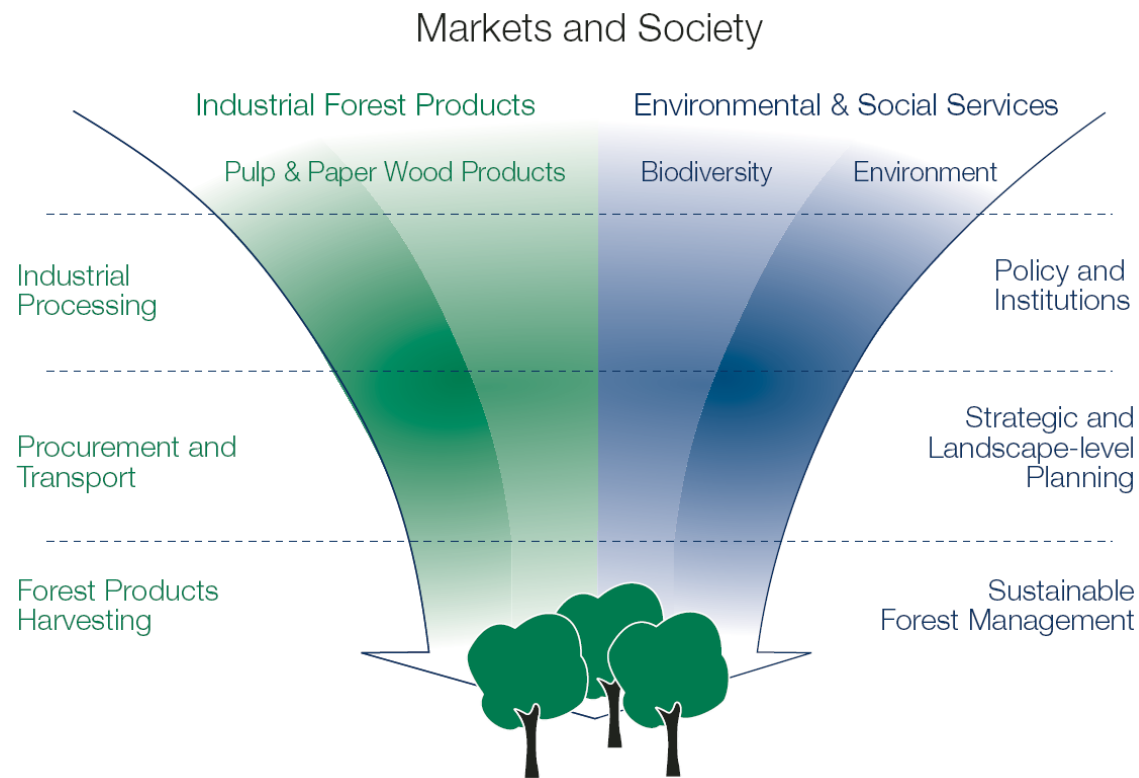 Markets and Society
Industrial Forest Products
Environmental & Social Services
Pulp & Paper Wood Products
Biodiversity
Environment
Industrial
Processing
Policy and
Institutions
Procurement and
Transport
Strategic and
Landscape-level
Planning
Forest Products
Harvesting
Sustainable
Forest Management